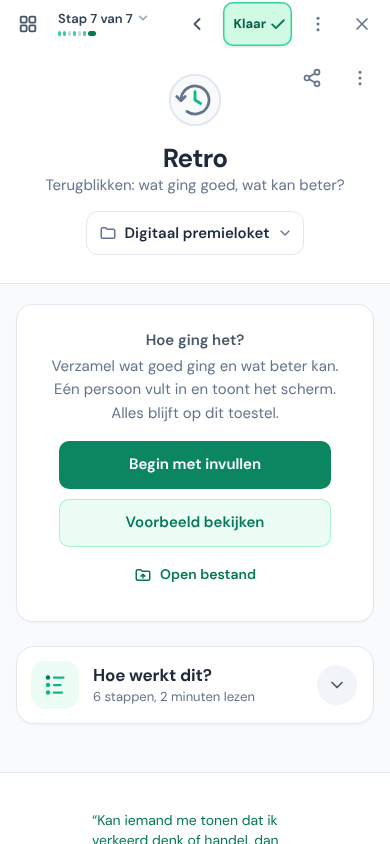 Stap 7 van 7
Klaar
Retro
Terugblikken: wat ging goed, wat kan beter?
Digitaal premieloket
Hoe ging het?
Verzamel wat goed ging en wat beter kan.
Eén persoon vult in en toont het scherm.
Alles blijft op dit toestel.
Begin met invullen
Voorbeeld bekijken
Open bestand
Hoe werkt dit?
6 stappen, 2 minuten lezen
“Kan iemand me tonen dat ik
verkeerd denk of handel, dan